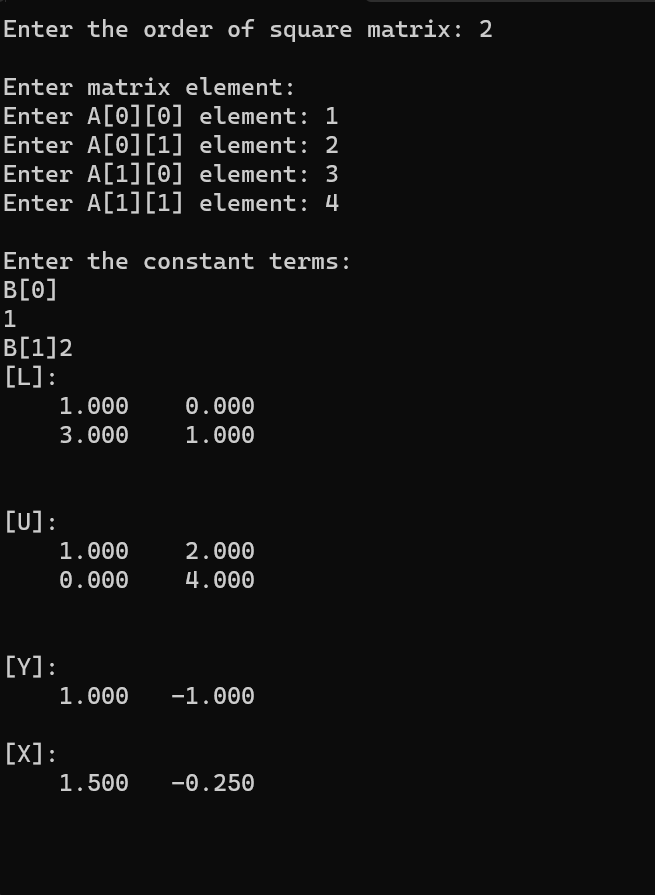 Enter the order of square matrix: 2
Enter matrix element:
Enter A[0][0] element: 1
Enter A[0][1] element: 2
Enter A[1][0] element: 3
Enter A[1][1] element: 4
Enter the constant terms:
B[0]
1
B[1]2
[L]:
    1.000    0.000
    3.000    1.000
[U]:
    1.000    2.000
    0.000    4.000
[Y]:
    1.000   -1.000
[X]:
    1.500   -0.250